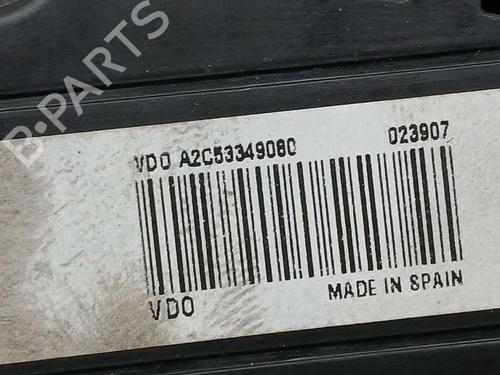 B-PARTS
VDO A2C53349080 023907
VDO MADE IN SPAIN